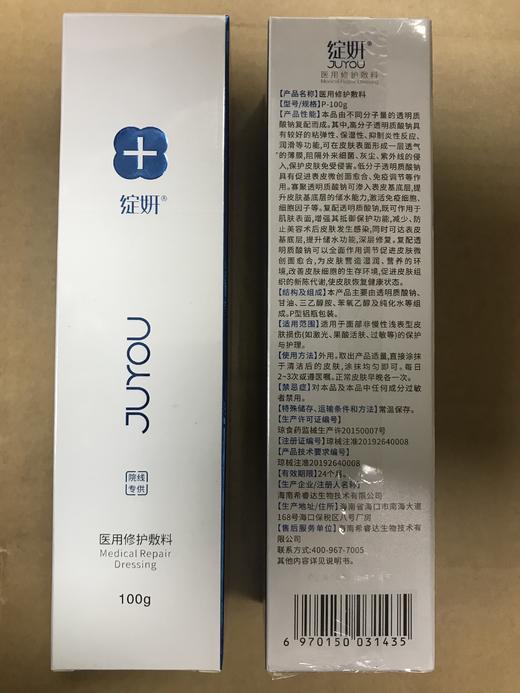 绽妍®
JUYOU
院线
专供
医用修护敷料
Medical Repair
Dressing
100g
绽妍®
JUYOU
医用修护敷料
Medical Repair Dressing
【产品名称】医用修护敷料
【型号/规格】P-100g
【产品性能】本品由不同分子量的透明质
酸钠复配而成。其中,高分子透明质酸钠具
有较好的粘弹性、保湿性、抑制炎性反应、
润滑等功能,可在皮肤表面形成一层透气
的薄膜,阻隔外来细菌、灰尘、紫外线的侵
入,保护皮肤免受侵害。低分子透明质酸钠
具有促进表皮微创面愈合、免疫调节等作
用。寡聚透明质酸钠可渗入表皮基底层,提
升皮肤基底层的储水能力,激活免疫细胞、
细胞因子等。复配透明质酸钠,既可作用于
肌肤表面,增强其抵御保护功能,减少、防
止美容术后皮肤发生感染,同时可达表皮
基底层,提升储水功能,深层修复。复配透
明质酸钠可以全面作用调节促进皮肤微
创面愈合,为皮肤营造湿润、营养的环
境,改善皮肤细胞的生存环境,促进皮肤组
织的新陈代谢,使皮肤恢复健康状态。
【结构及组成】本产品主要由透明质酸钠、
甘油、三乙醇胺、苯氧乙醇及纯化水等组
成。P型铝瓶包装。
【适用范围】适用于面部非慢性浅表型皮
肤损伤(如激光、果酸活肤、过敏等)的保护
与护理。
【使用方法】外用。取出产品适量,直接涂抹
于清洁后的皮肤,涂抹均匀即可。每日
2~3次或遵医嘱。正常皮肤早晚各一次。
【禁忌症】对本品及本品中任何成分过敏
者禁用。
【特殊储存、运输条件和方法】常温保存。
【生产许可证编号】
琼食药监械生产许20150007号
【注册证编号】琼械注准20192640008
【产品技术要求编号】
琼械注准20192640008
【有效期限】24个月。
【生产企业/注册人名称】
海南希睿达生物技术有限公司
【生产地址/住所】海南省海口市南海大道
168号海口保税区八号厂房
【售后服务单位】海南希睿达生物技术有
限公司
联系方式:400-967-7005
其他内容详见说明书。
6 970150 031435